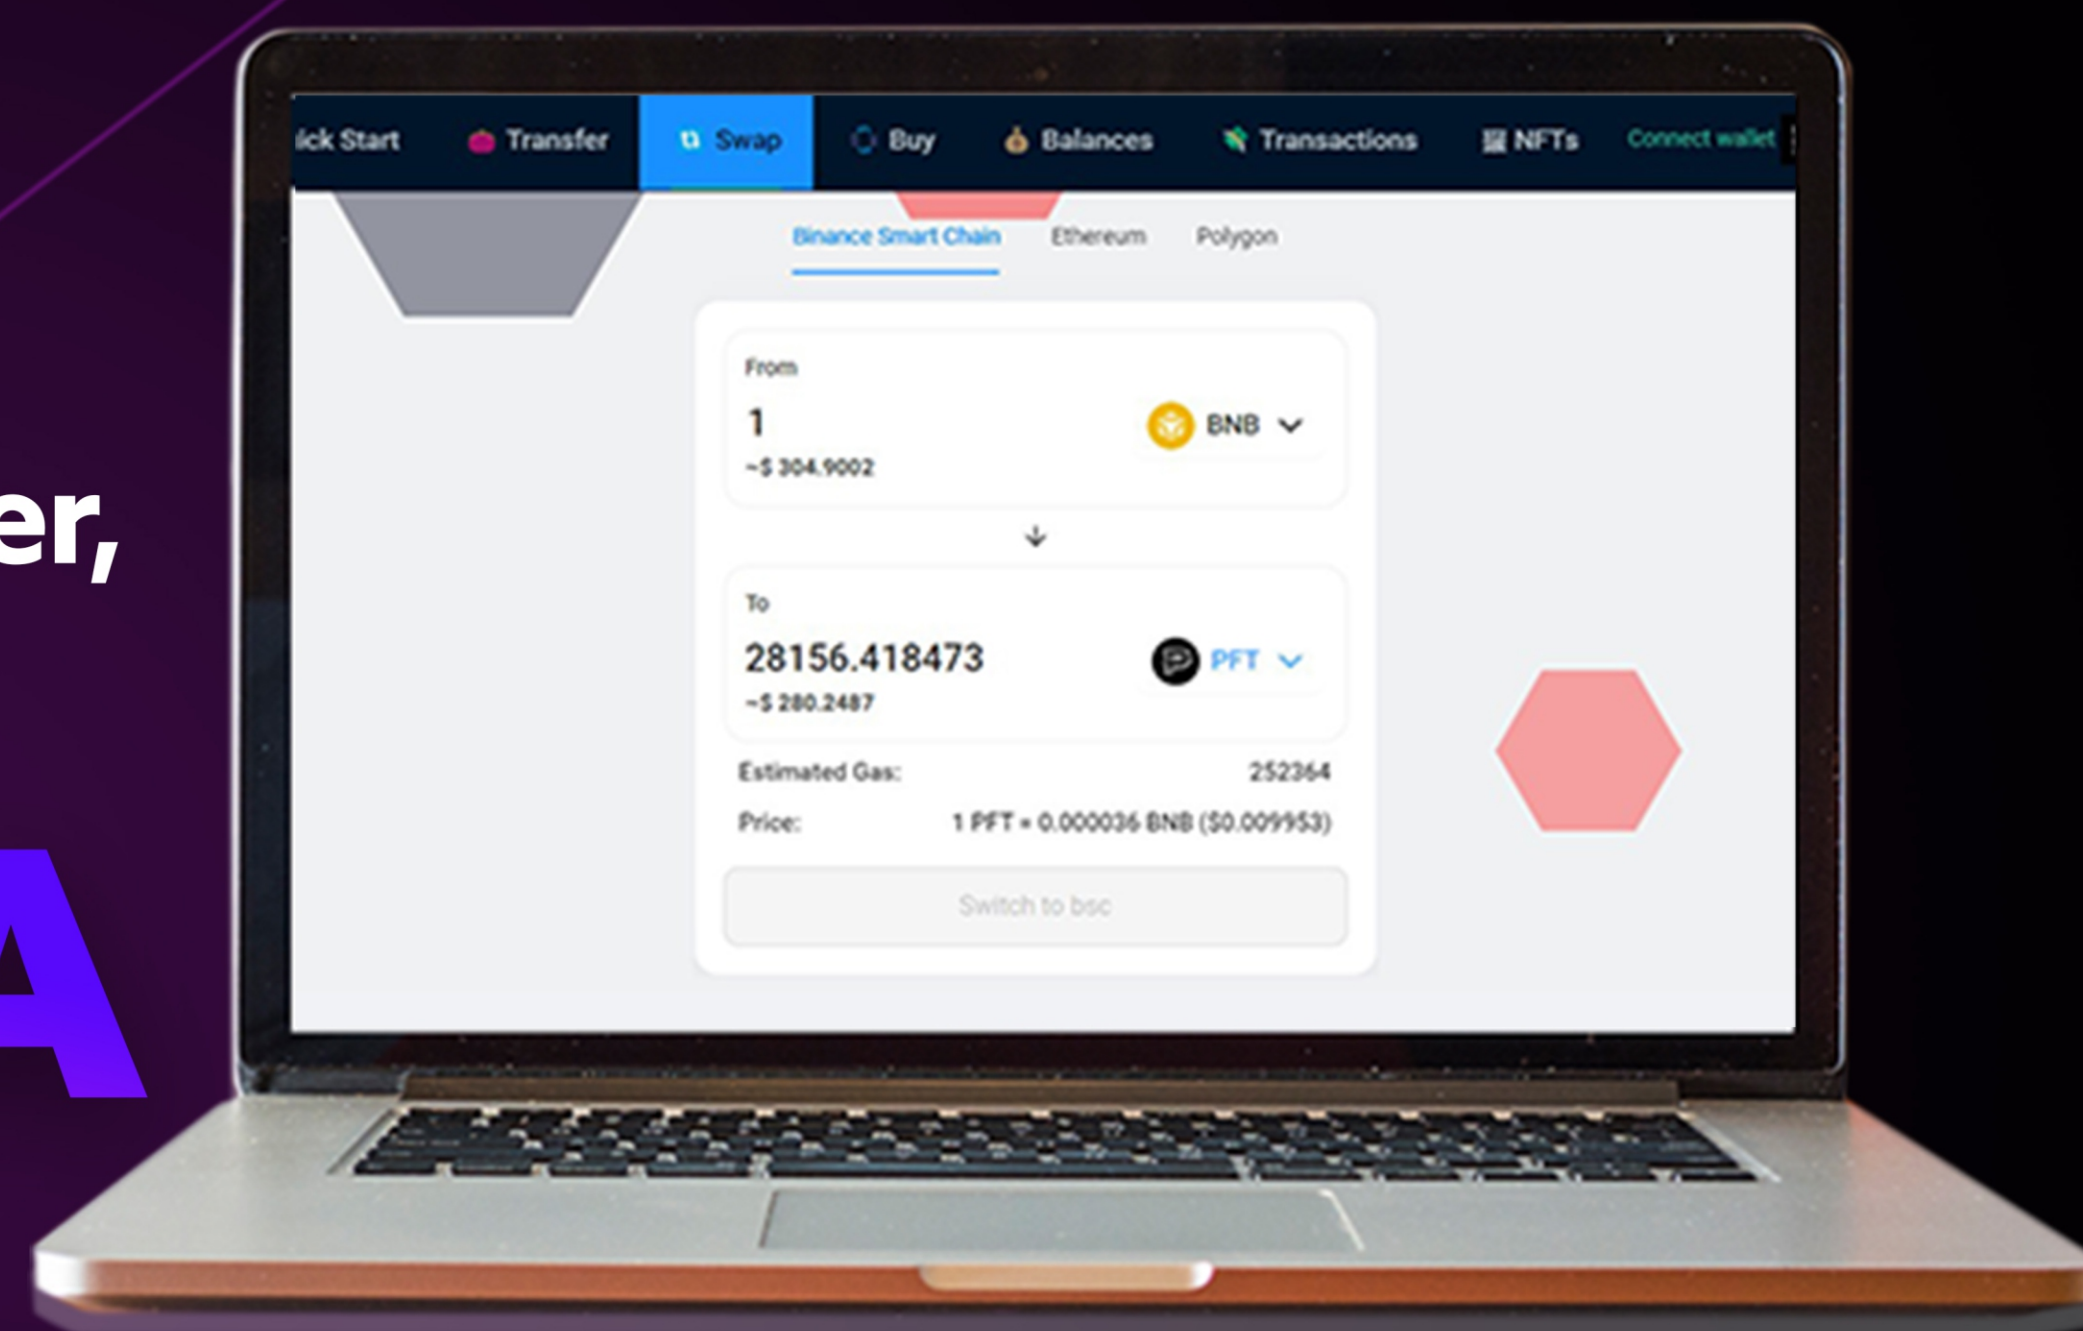 ick Start Transfer Swap Buy Balances Transactions NFTs Connect wallet
Binance Smart Chain Ethereum Polygon
From
1 BNB
~$ 304.9002
er,
To
28156.418473 PFT
~$ 280.2487
Estimated Gas: 252364
Price: 1 PFT = 0.000036 BNB ($0.009953)
A
Switch to bsc